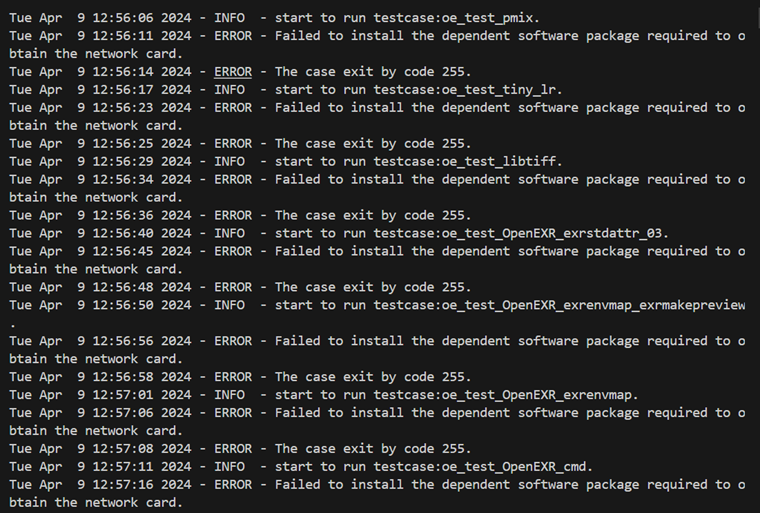 Tue Apr  9 12:56:06 2024 - INFO  - start to run testcase:oe_test_pmix.
Tue Apr  9 12:56:11 2024 - ERROR - Failed to install the dependent software package required to o
btain the network card.
Tue Apr  9 12:56:14 2024 - ERROR - The case exit by code 255.
Tue Apr  9 12:56:17 2024 - INFO  - start to run testcase:oe_test_tiny_lr.
Tue Apr  9 12:56:23 2024 - ERROR - Failed to install the dependent software package required to o
btain the network card.
Tue Apr  9 12:56:25 2024 - ERROR - The case exit by code 255.
Tue Apr  9 12:56:29 2024 - INFO  - start to run testcase:oe_test_libtiff.
Tue Apr  9 12:56:34 2024 - ERROR - Failed to install the dependent software package required to o
btain the network card.
Tue Apr  9 12:56:36 2024 - ERROR - The case exit by code 255.
Tue Apr  9 12:56:40 2024 - INFO  - start to run testcase:oe_test_OpenEXR_exrstdattr_03.
Tue Apr  9 12:56:45 2024 - ERROR - Failed to install the dependent software package required to o
btain the network card.
Tue Apr  9 12:56:48 2024 - ERROR - The case exit by code 255.
Tue Apr  9 12:56:50 2024 - INFO  - start to run testcase:oe_test_OpenEXR_exrenvmap_exrmakepreview
.
Tue Apr  9 12:56:56 2024 - ERROR - Failed to install the dependent software package required to o
btain the network card.
Tue Apr  9 12:56:58 2024 - ERROR - The case exit by code 255.
Tue Apr  9 12:57:01 2024 - INFO  - start to run testcase:oe_test_OpenEXR_exrenvmap.
Tue Apr  9 12:57:06 2024 - ERROR - Failed to install the dependent software package required to o
btain the network card.
Tue Apr  9 12:57:08 2024 - ERROR - The case exit by code 255.
Tue Apr  9 12:57:11 2024 - INFO  - start to run testcase:oe_test_OpenEXR_cmd.
Tue Apr  9 12:57:16 2024 - ERROR - Failed to install the dependent software package required to o
btain the network card.